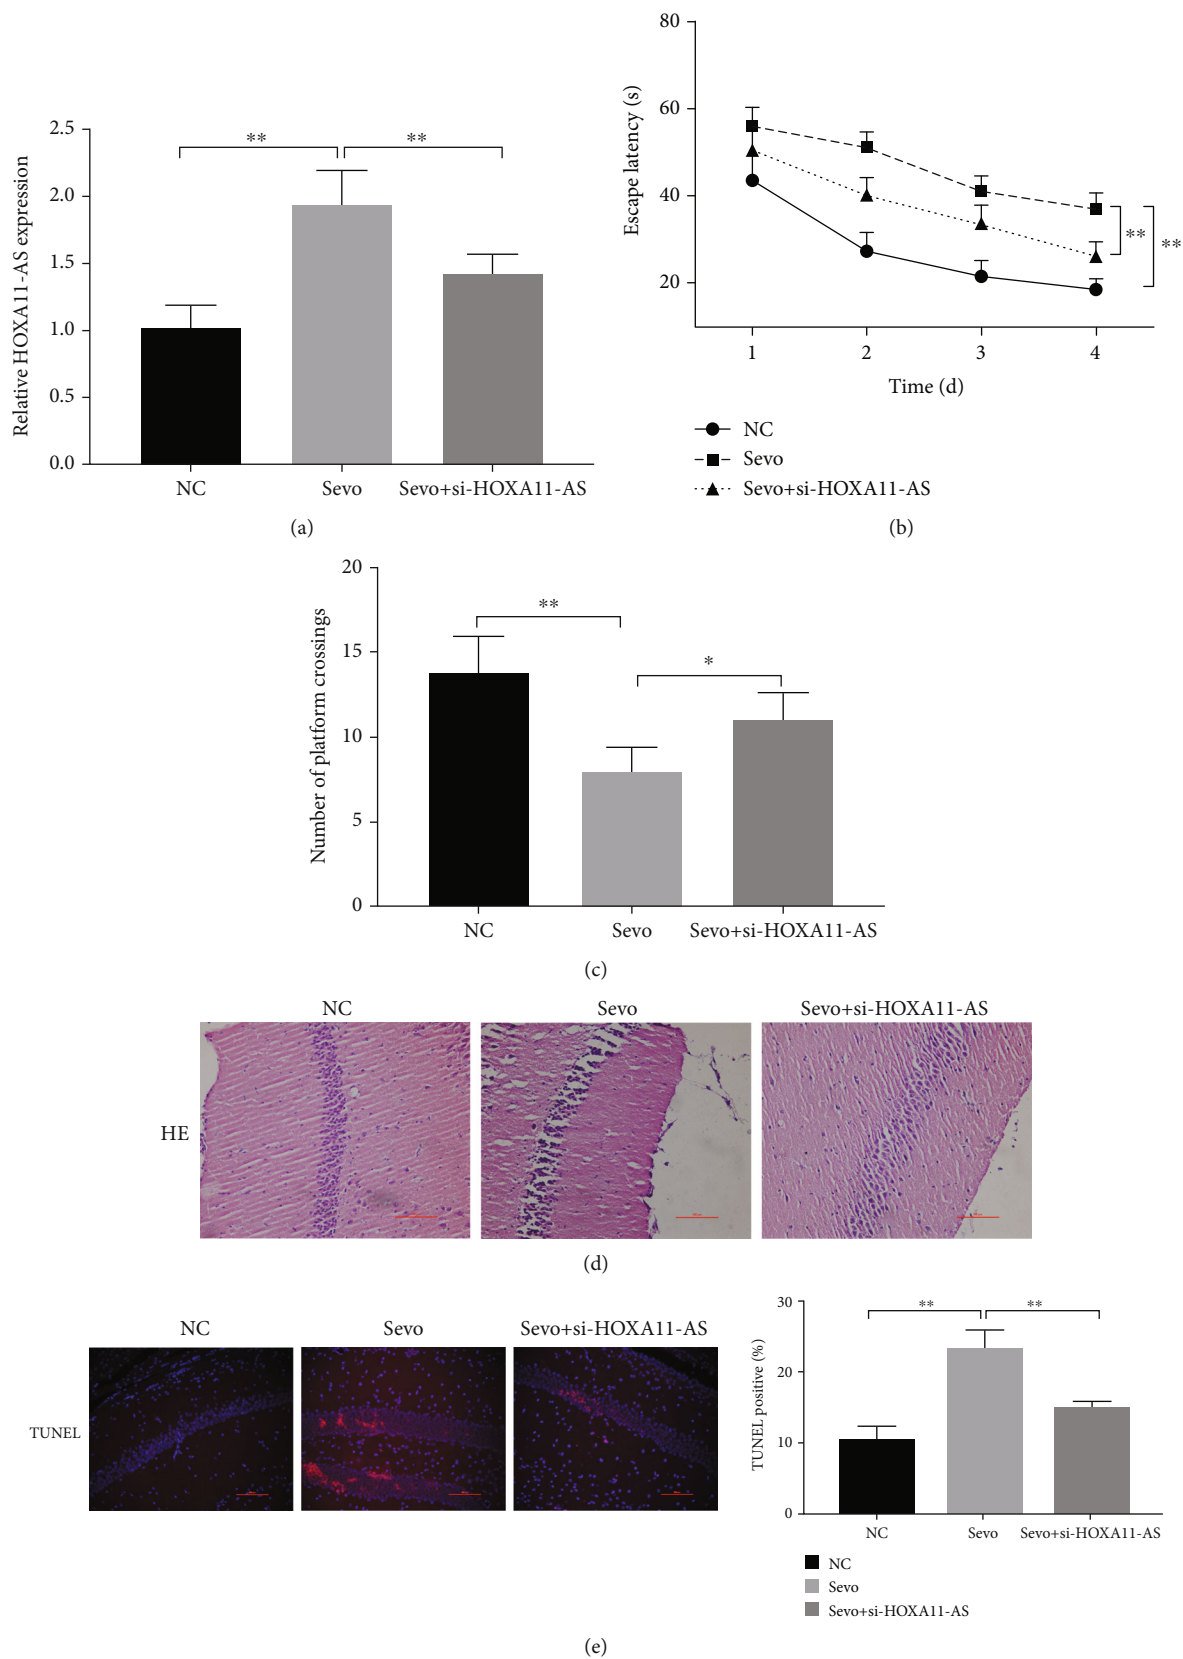 Relative HOXA11-AS expression
2.5
2.0
1.5
1.0
0.5
0.0
**
**
NC
Sevo
Sevo+si-HOXA11-AS
(a)
Escape latency (s)
80
60
40
20
**
**
1
2
3
4
Time (d)
NC
Sevo
Sevo+si-HOXA11-AS
(b)
Number of platform crossings
20
15
10
5
0
**
*
NC
Sevo
Sevo+si-HOXA11-AS
(c)
NC
Sevo
Sevo+si-HOXA11-AS
HE
(d)
NC
Sevo
Sevo+si-HOXA11-AS
TUNEL
TUNEL positive (%)
30
20
10
0
**
**
NC
Sevo
Sevo+si-HOXA11-AS
NC
Sevo
Sevo+si-HOXA11-AS
(e)